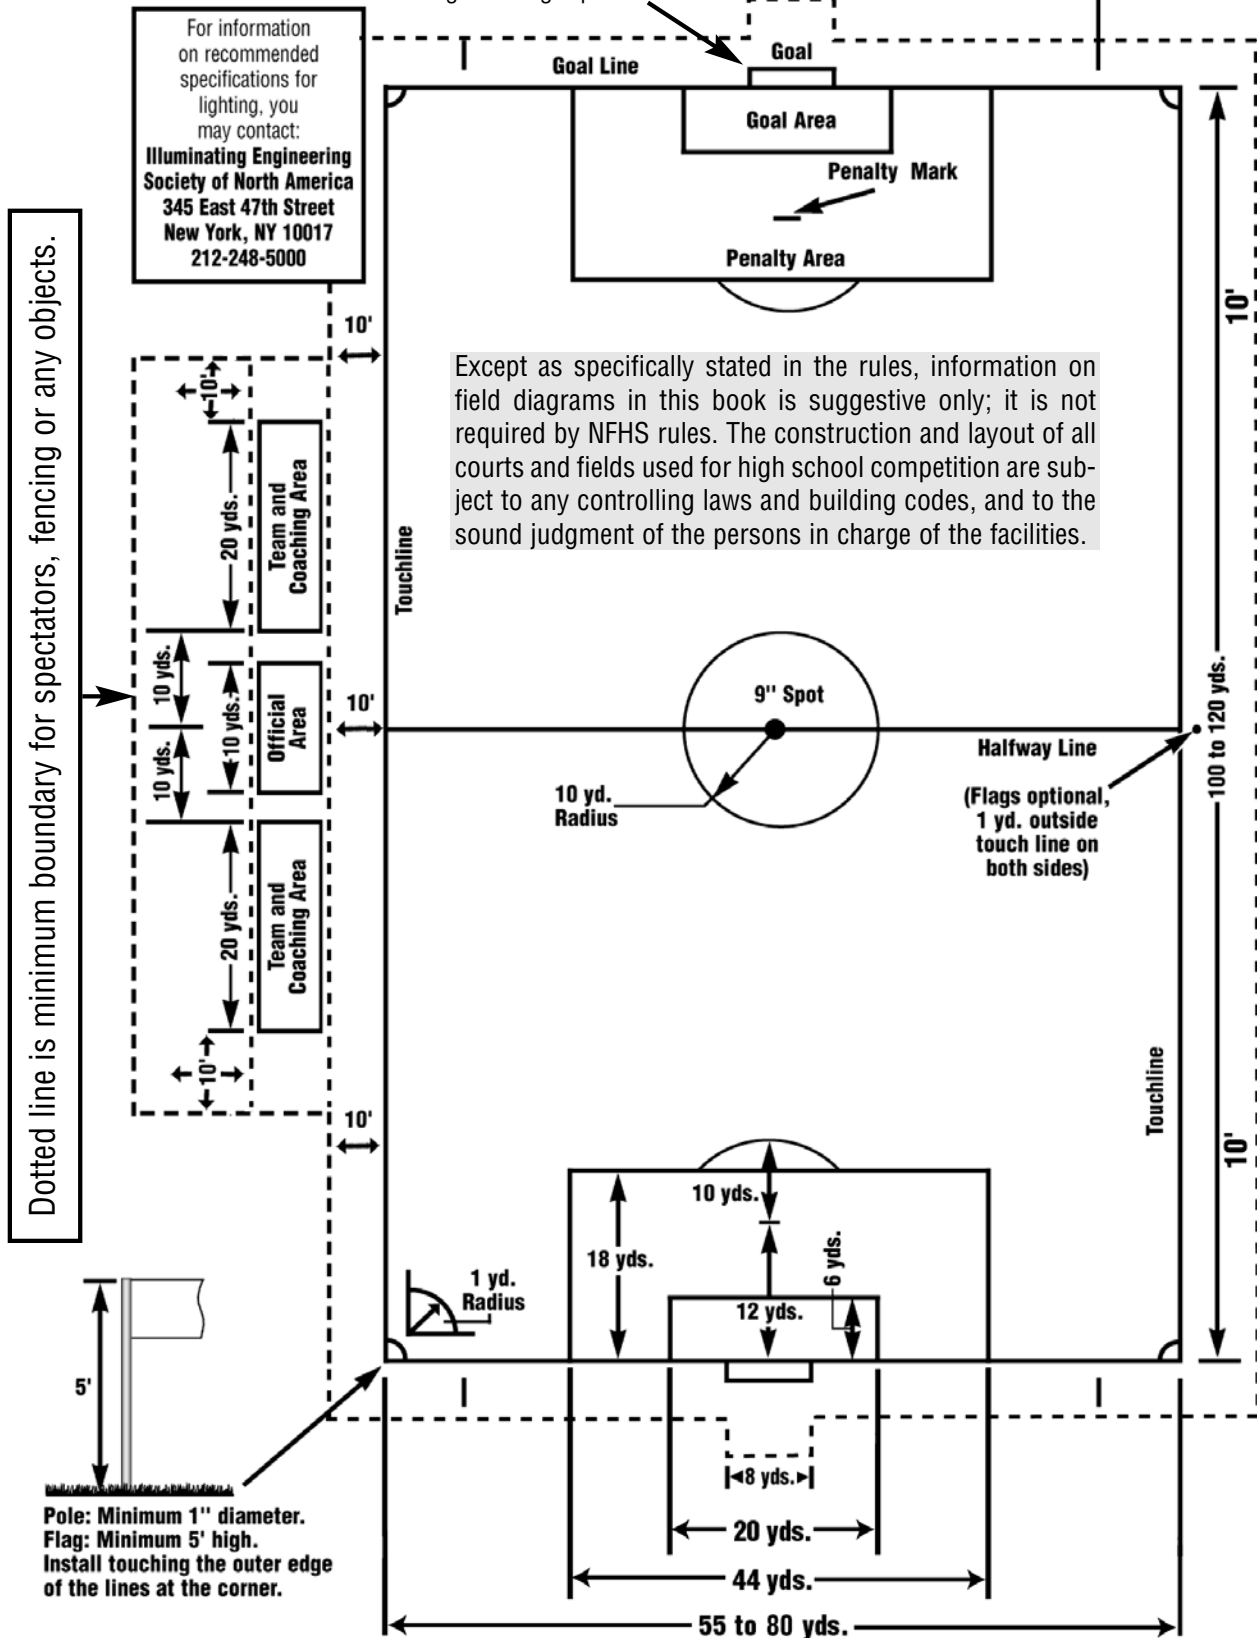 For information
on recommended
specifications for
lighting, you
may contact:
Illuminating Engineering
Society of North America
345 East 47th Street
New York, NY 10017
212-248-5000
Goal
Goal Line
Goal Area
Penalty Mark
Penalty Area
10'
10'
Dotted line is minimum boundary for spectators, fencing or any objects.
Except as specifically stated in the rules, information on
field diagrams in this book is suggestive only; it is not
required by NFHS rules. The construction and layout of all
courts and fields used for high school competition are sub-
ject to any controlling laws and building codes, and to the
sound judgment of the persons in charge of the facilities.
10'
20 yds.
Team and
Coaching Area
Touchline
10 yds.
10 yds.
10 yds.
Official
Area
10'
9" Spot
Halfway Line
10 yd.
Radius
(Flags optional,
1 yd. outside
touch line on
both sides)
100 to 120 yds.
20 yds.
Team and
Coaching Area
10'
10'
Touchline
10'
10 yds.
18 yds.
6 yds.
12 yds.
1 yd.
Radius
5'
8 yds.
Pole: Minimum 1" diameter.
Flag: Minimum 5' high.
Install touching the outer edge
of the lines at the corner.
20 yds.
44 yds.
55 to 80 yds.